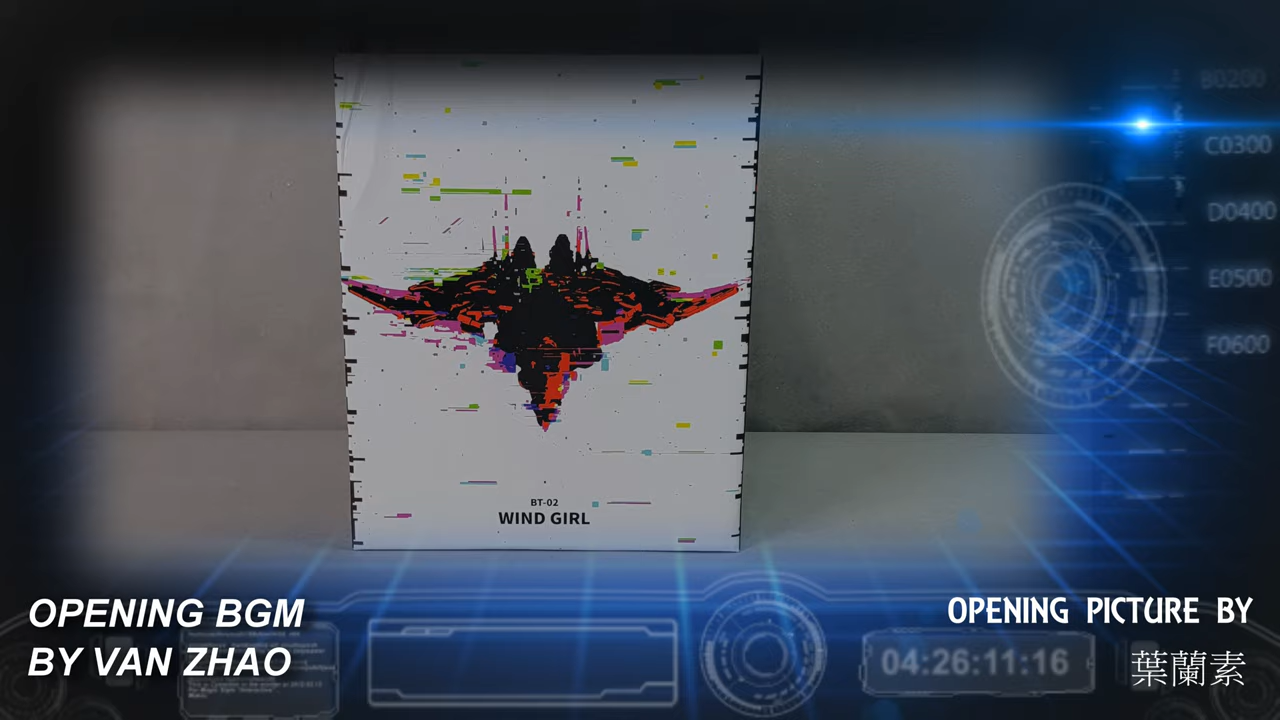 B0200
C0300
D0400
E0500
F0600
BT-02
WIND GIRL
OPENING BGM
BY VAN ZHAO
OPENING PICTURE BY
葉蘭素
04:26:11:16